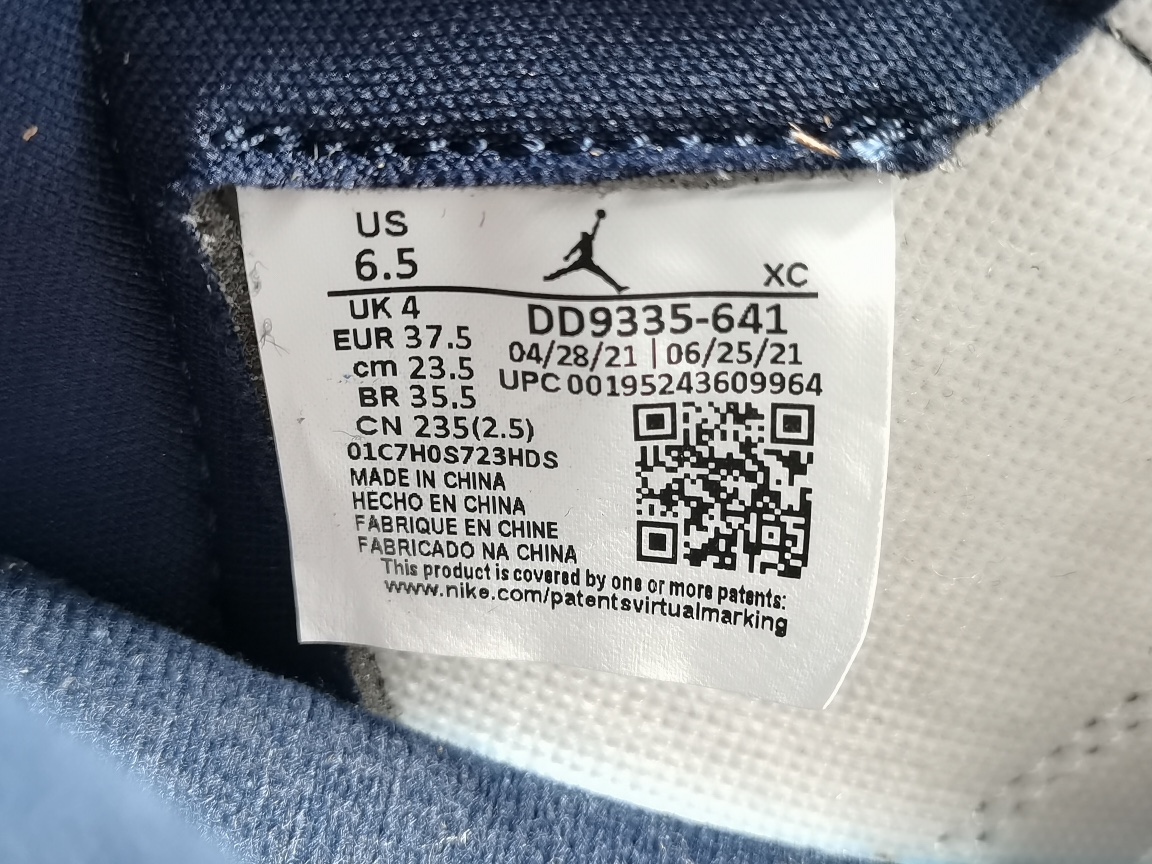 US
6.5
XC
UK 4
EUR 37.5
cm 23.5
BR 35.5
CN 235(2.5)
01C7H0S723HDS
MADE IN CHINA
HECHO EN CHINA
FABRIQUE EN CHINE
FABRICADO NA CHINA
DD9335-641
04/28/21 | 06/25/21
UPC 00195243609964
This product is covered by one or more patents:
www.nike.com/patentsvirtualmarking